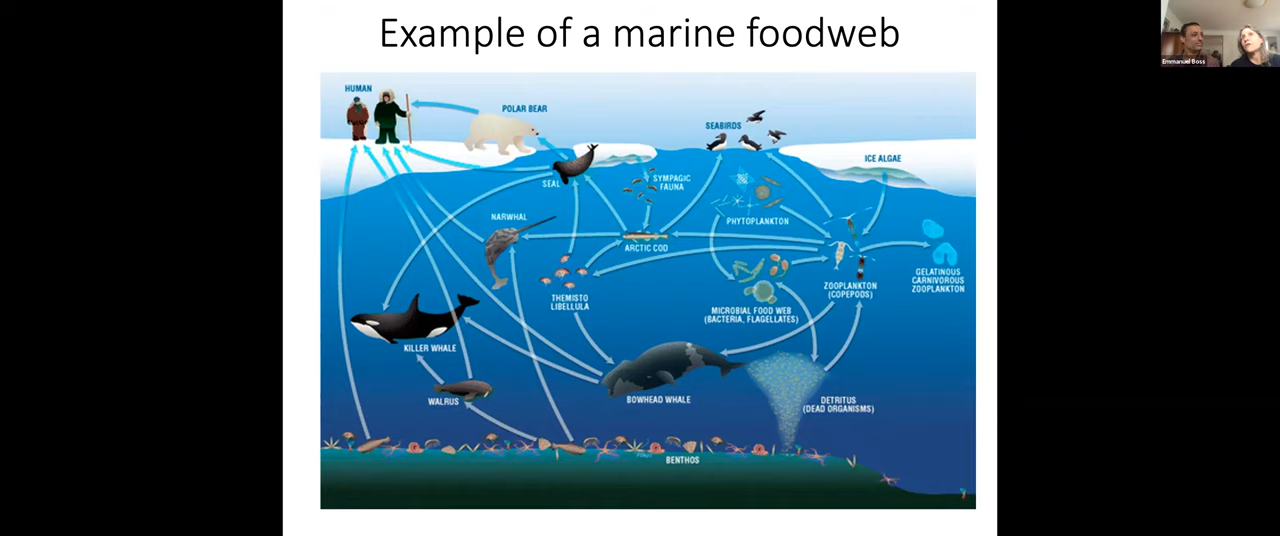 Example of a marine foodweb
Emmanuel Boss
HUMAN
POLAR BEAR
SEABIRDS
ICE ALGAE
SEAL
SYMPAGIC
FAUNA
NARWHAL
PHYTOPLANKTON
ARCTIC COD
GELATINOUS
CARNIVOROUS
ZOOPLANKTON
THEMISTO
LIBELLULA
ZOOPLANKTON
(COPEPODS)
MICROBIAL FOOD WEB
(BACTERIA, FLAGELLATES)
KILLER WHALE
WALRUS
BOWHEAD WHALE
DETRITUS
(DEAD ORGANISMS)
BENTHOS